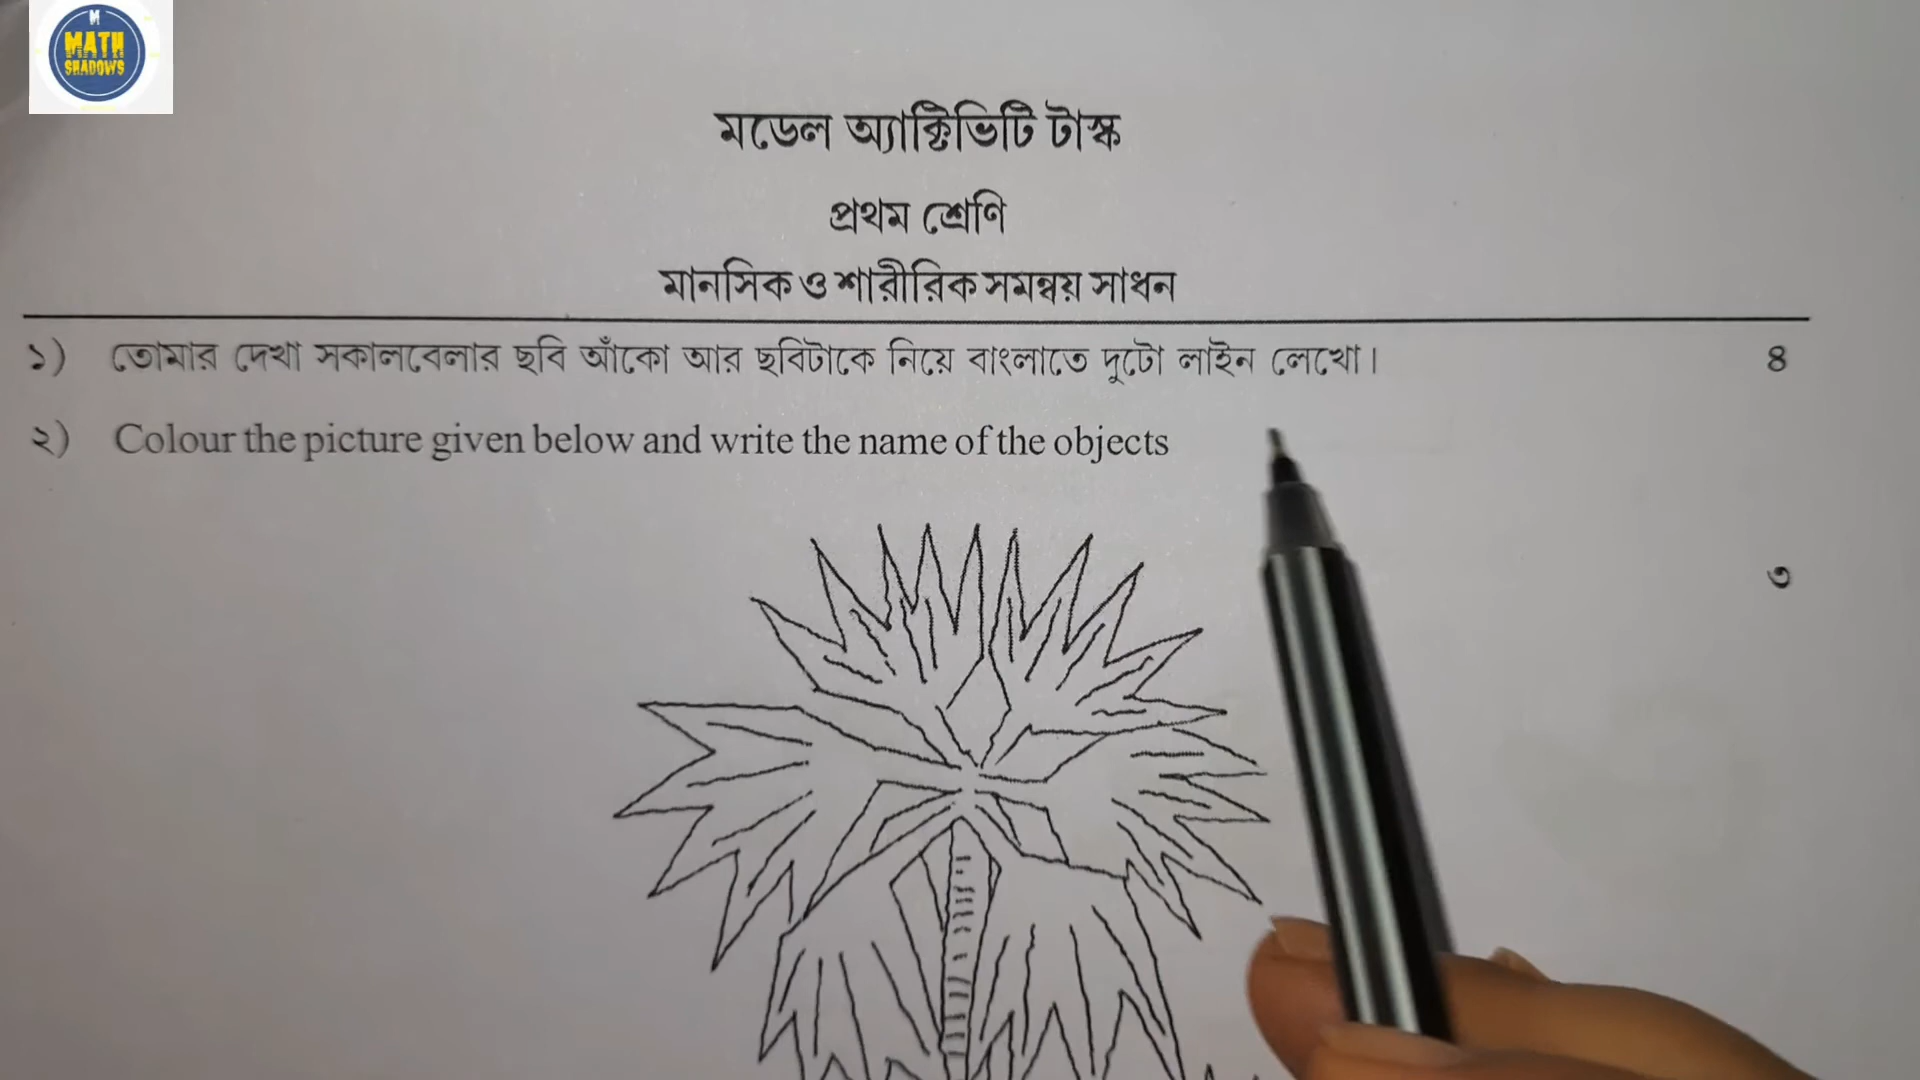 M
MATH
SHADOWS
মডেল অ্যাক্টিভিটি টাস্ক
প্রথম শ্রেণি
মানসিক ও শারীরিক সমন্বয় সাধন
১) তোমার দেখা সকালবেলার ছবি আঁকো আর ছবিটাকে নিয়ে বাংলাতে দুটো লাইন লেখো। ৪
২) Colour the picture given below and write the name of the objects
৩